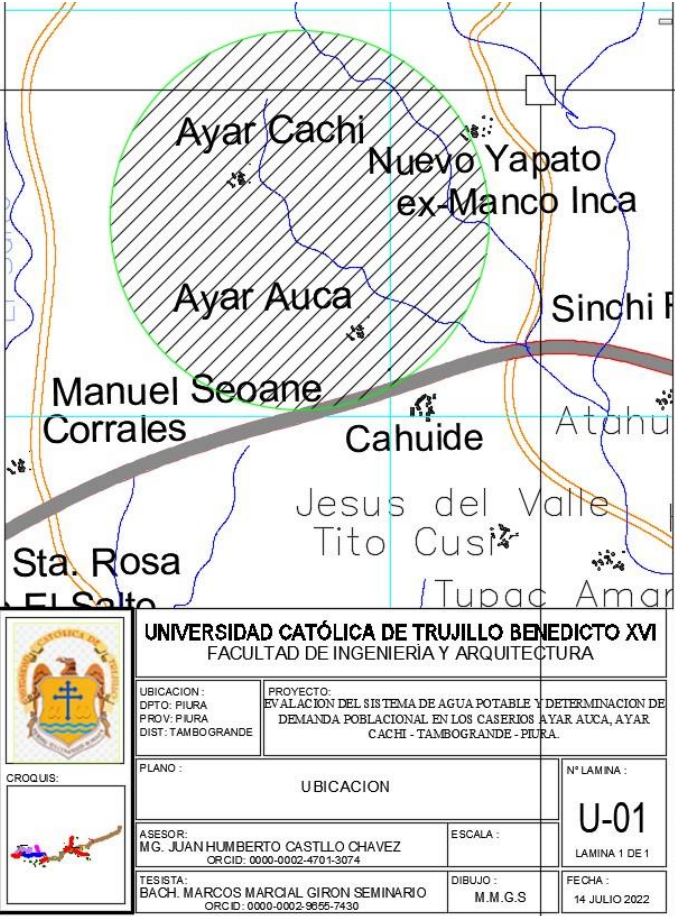 Ayar Cachi
Nuevo Yapato
ex-Manco Inca
Ayar Auca
Sinchi
Manuel Seoane
Corrales
Cahuide
Atahu
Jesus del Valle
Tito Cusi
Sta. Rosa
El Salto
Tupac Amar
UNIVERSIDAD CATÓLICA DE TRUJILLO BENEDICTO XVI
FACULTAD DE INGENIERÌA Y ARQUITECTURA
UBICACION :
DPTO: PIURA
PROV: PIURA
DIST: TAMBOGRANDE
PROYECTO:
EVALACION DEL SISTEMA DE AGUA POTABLE Y DETERMINACION DE
DEMANDA POBLACIONAL EN LOS CASERIOS AYAR AUCA, AYAR
CACHI - TAMBOGRANDE - PIURA.
CROQUIS:
PLANO :
UBICACION
N° LAMINA :
U-01
LAMINA 1 DE 1
ASESOR:
MG. JUAN HUMBERTO CASTLLO CHAVEZ
ORCID: 0000-0002-4701-3074
ESCALA :
TESISTA:
BACH. MARCOS MARCIAL GIRON SEMINARIO
ORCID: 0000-0002-9655-7430
DIBUJO :
M.M.G.S
FECHA :
14 JULIO 2022